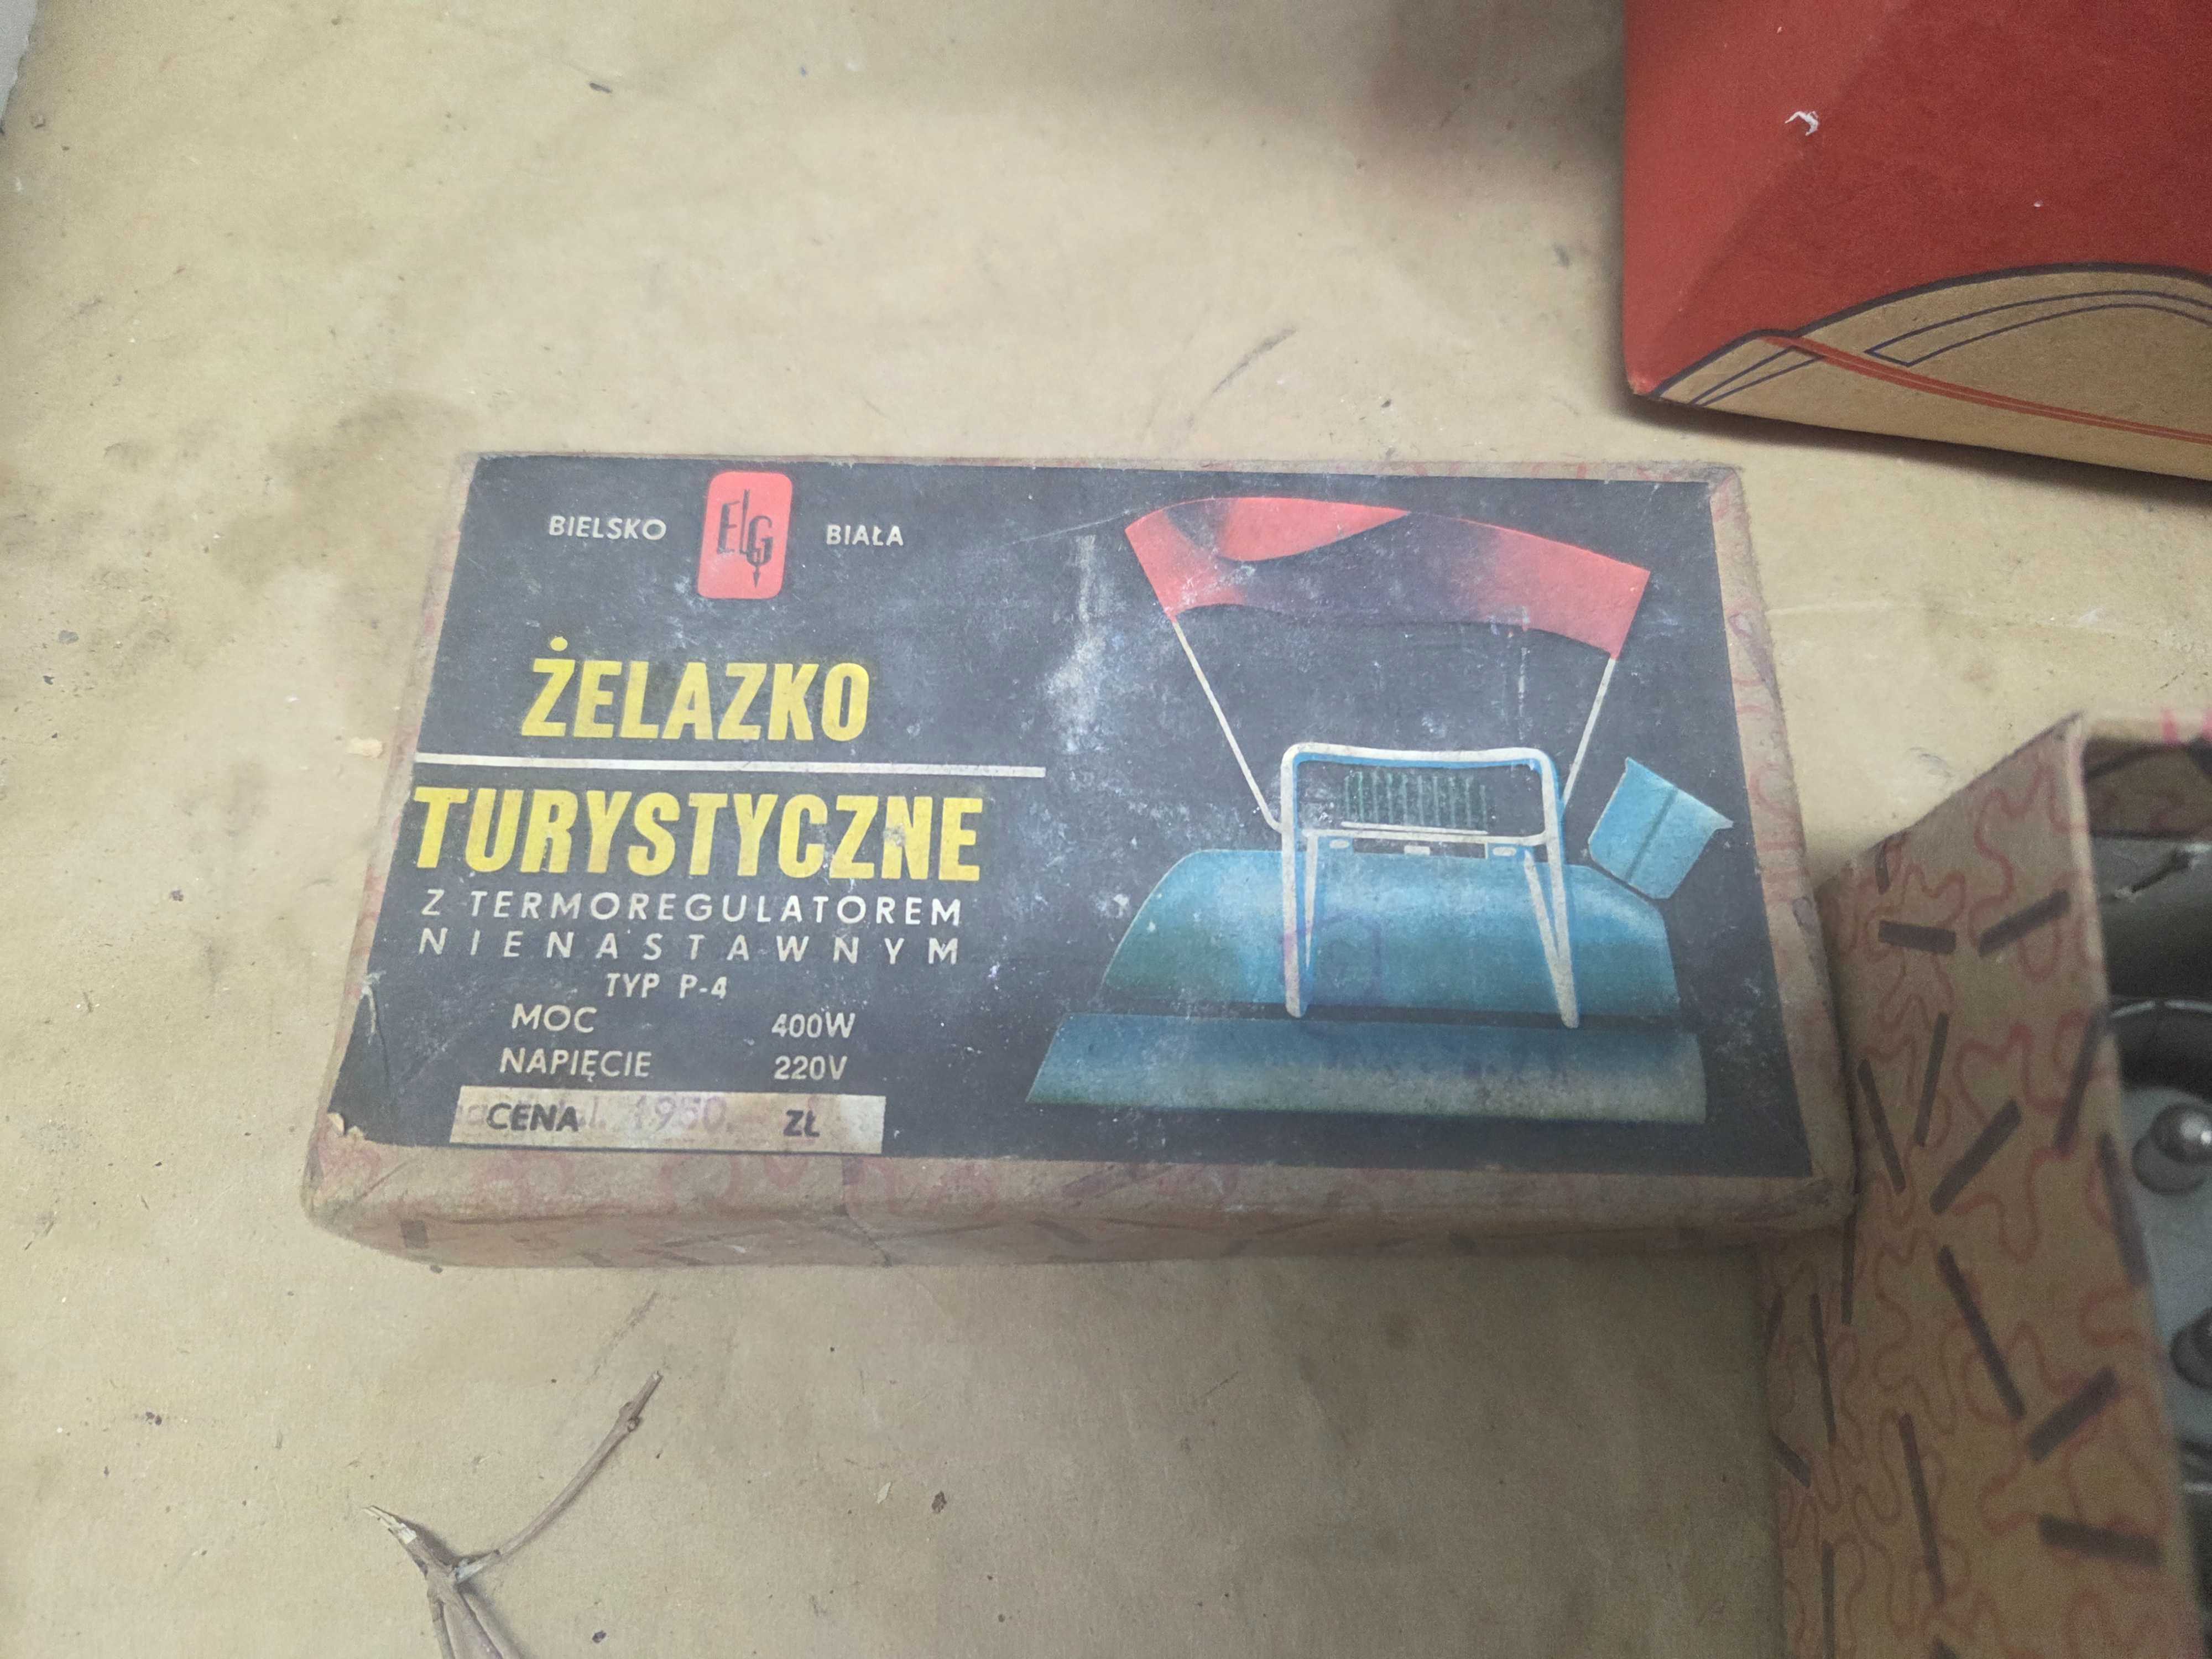 BIELSKO ELG BIAŁA
ŻELAZKO
TURYSTYCZNE
Z TERMOREGULATOREM
NIENASTAWNYM
TYP P-4
MOC 400W
NAPIĘCIE 220V
CENA ZŁ